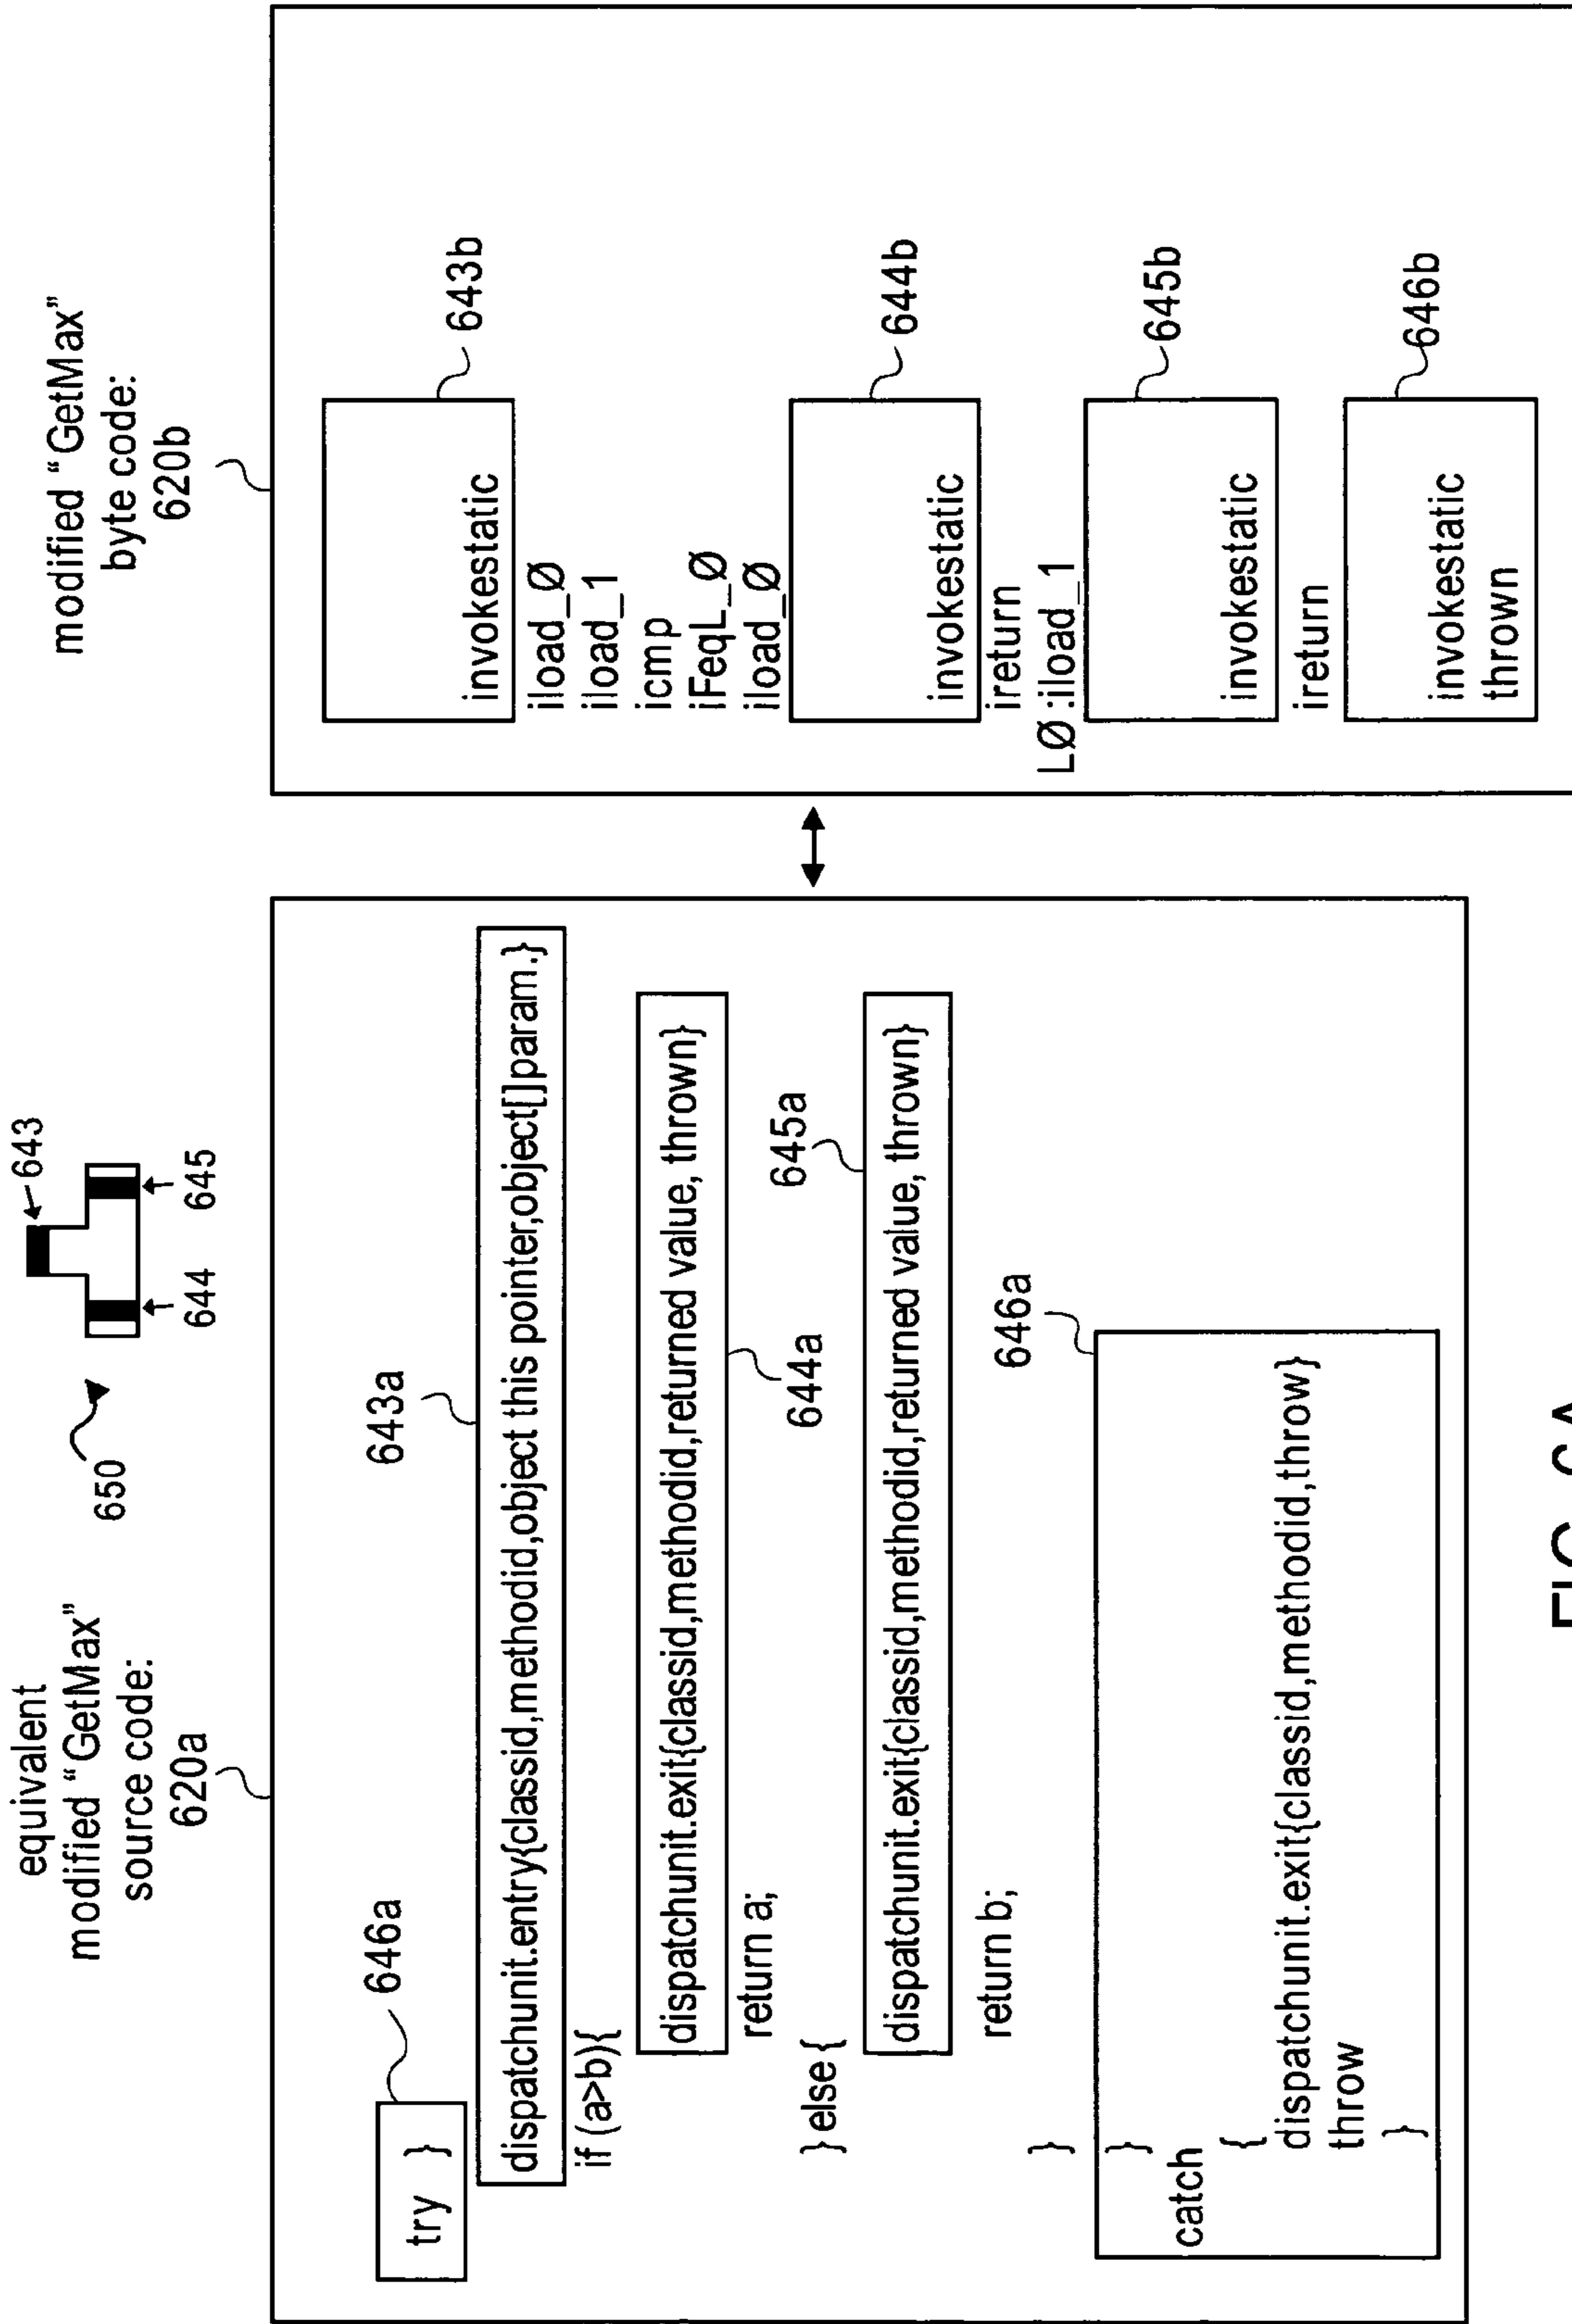 equivalent
modified "GetMax"
source code:
620a
650
643
644
645
646a
try }
643a
dispatchunit.entry{classid,methodid,object this pointer,object[]param.}
if (a>b){
dispatchunit.exit{classid,methodid,returned value, thrown}
644a
return a;
} else {
645a
dispatchunit.exit{classid,methodid,returned value, thrown}
return b;
}
646a
}
catch
{
dispatchunit.exit{classid,methodid,throw}
throw
}
modified "GetMax"
byte code:
620b
643b
invokestatic
iload_Ø
iload_1
icmp
iFeqL_Ø
iload_Ø
644b
invokestatic
ireturn
LØ:iload_1
645b
invokestatic
ireturn
646b
invokestatic
thrown